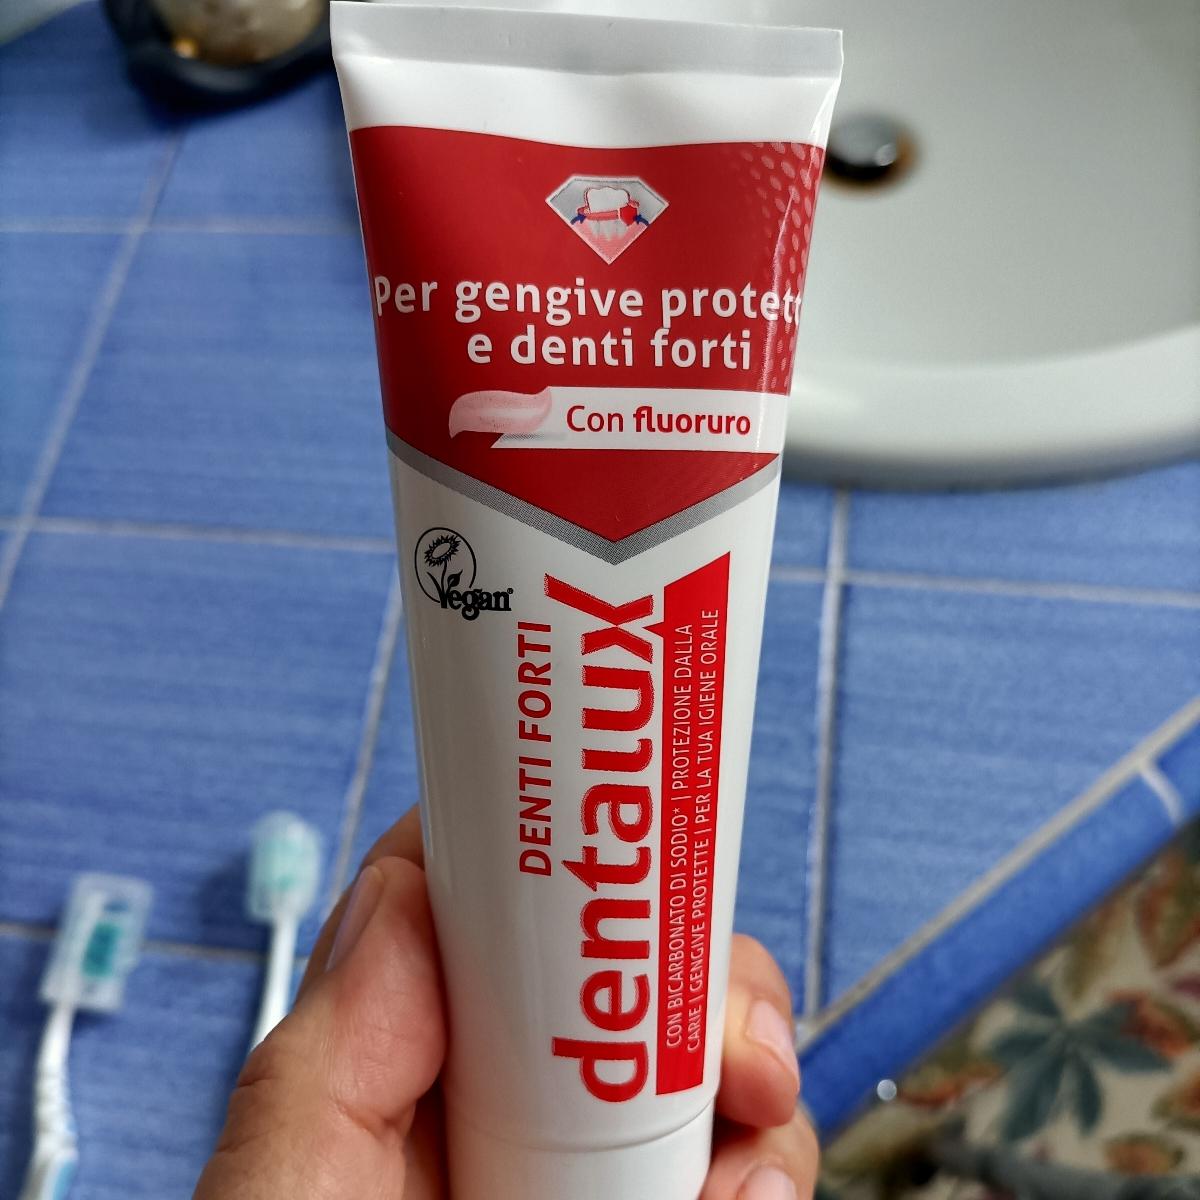 Per gengive protett
e denti forti
Con fluoruro
Vegan
DENTI FORTI
dentalux
CON BICARBONATO DI SODIO* | PROTEZIONE DALLA
CARIE | GENGIVE PROTETTE | PER LA TUA IGIENE ORALE